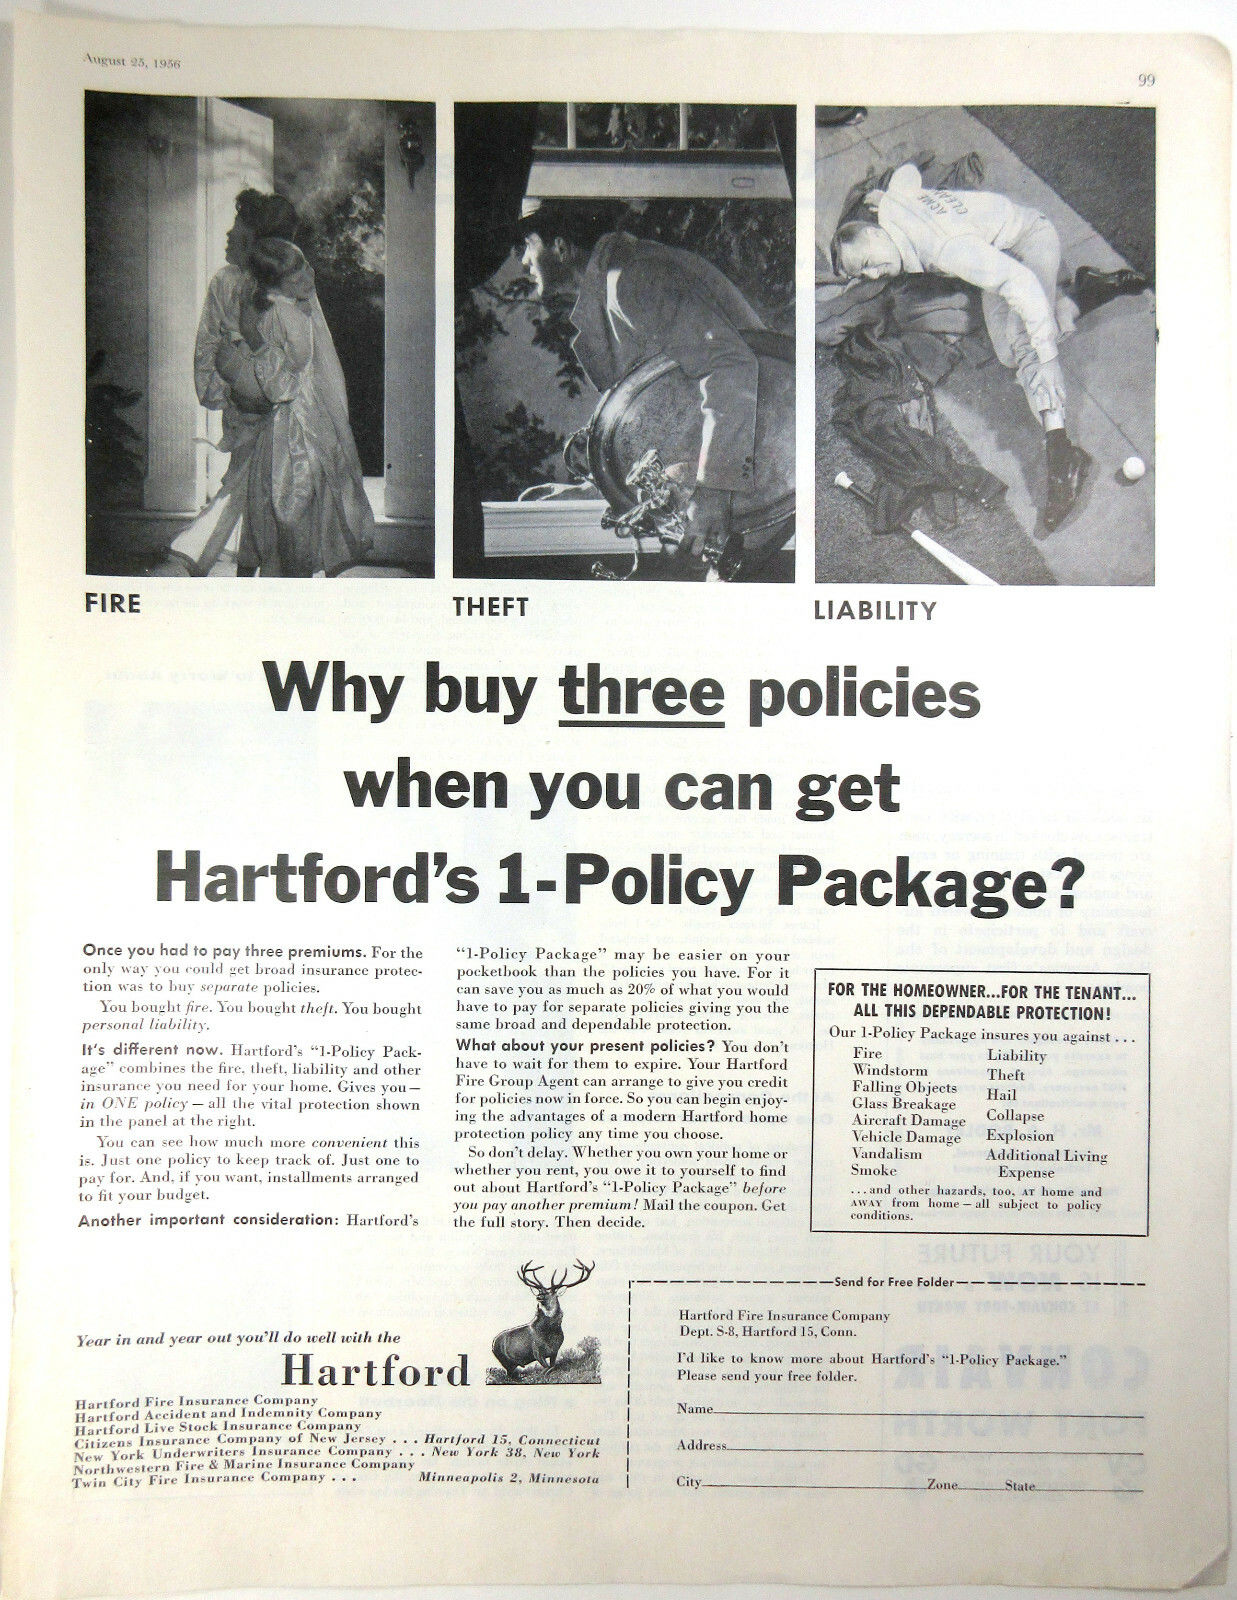 August 25, 1956
99
ACME
FIRE
THEFT
LIABILITY
Why buy three policies
when you can get
Hartford's 1-Policy Package?
Once you had to pay three premiums. For the
only way you could get broad insurance protec-
tion was to buy separate policies.
You bought fire. You bought theft. You bought
personal liability.
It's different now. Hartford's "1-Policy Pack-
age" combines the fire, theft, liability and other
insurance you need for your home. Gives you—
in ONE policy — all the vital protection shown
in the panel at the right.
You can see how much more convenient this
is. Just one policy to keep track of. Just one to
pay for. And, if you want, installments arranged
to fit your budget.
Another important consideration: Hartford's
"1-Policy Package" may be easier on your
pocketbook than the policies you have. For it
can save you as much as 20% of what you would
have to pay for separate policies giving you the
same broad and dependable protection.
What about your present policies? You don't
have to wait for them to expire. Your Hartford
Fire Group Agent can arrange to give you credit
for policies now in force. So you can begin enjoy-
ing the advantages of a modern Hartford home
protection policy any time you choose.
So don't delay. Whether you own your home or
whether you rent, you owe it to yourself to find
out about Hartford's "1-Policy Package" before
you pay another premium! Mail the coupon. Get
the full story. Then decide.
FOR THE HOMEOWNER...FOR THE TENANT...
ALL THIS DEPENDABLE PROTECTION!
Our 1-Policy Package insures you against . . .
Fire
Windstorm
Falling Objects
Glass Breakage
Aircraft Damage
Vehicle Damage
Vandalism
Smoke
Liability
Theft
Hail
Collapse
Explosion
Additional Living
Expense
. . . and other hazards, too, AT home and
AWAY from home — all subject to policy
conditions.
Year in and year out you'll do well with the
Hartford
Hartford Fire Insurance Company
Hartford Accident and Indemnity Company
Hartford Live Stock Insurance Company
Citizens Insurance Company of New Jersey . . . Hartford 15, Connecticut
New York Underwriters Insurance Company . . . New York 38, New York
Northwestern Fire & Marine Insurance Company
Twin City Fire Insurance Company . . . Minneapolis 2, Minnesota
Send for Free Folder
Hartford Fire Insurance Company
Dept. S-8, Hartford 15, Conn.
I'd like to know more about Hartford's "1-Policy Package."
Please send your free folder.
Name
Address
City Zone State